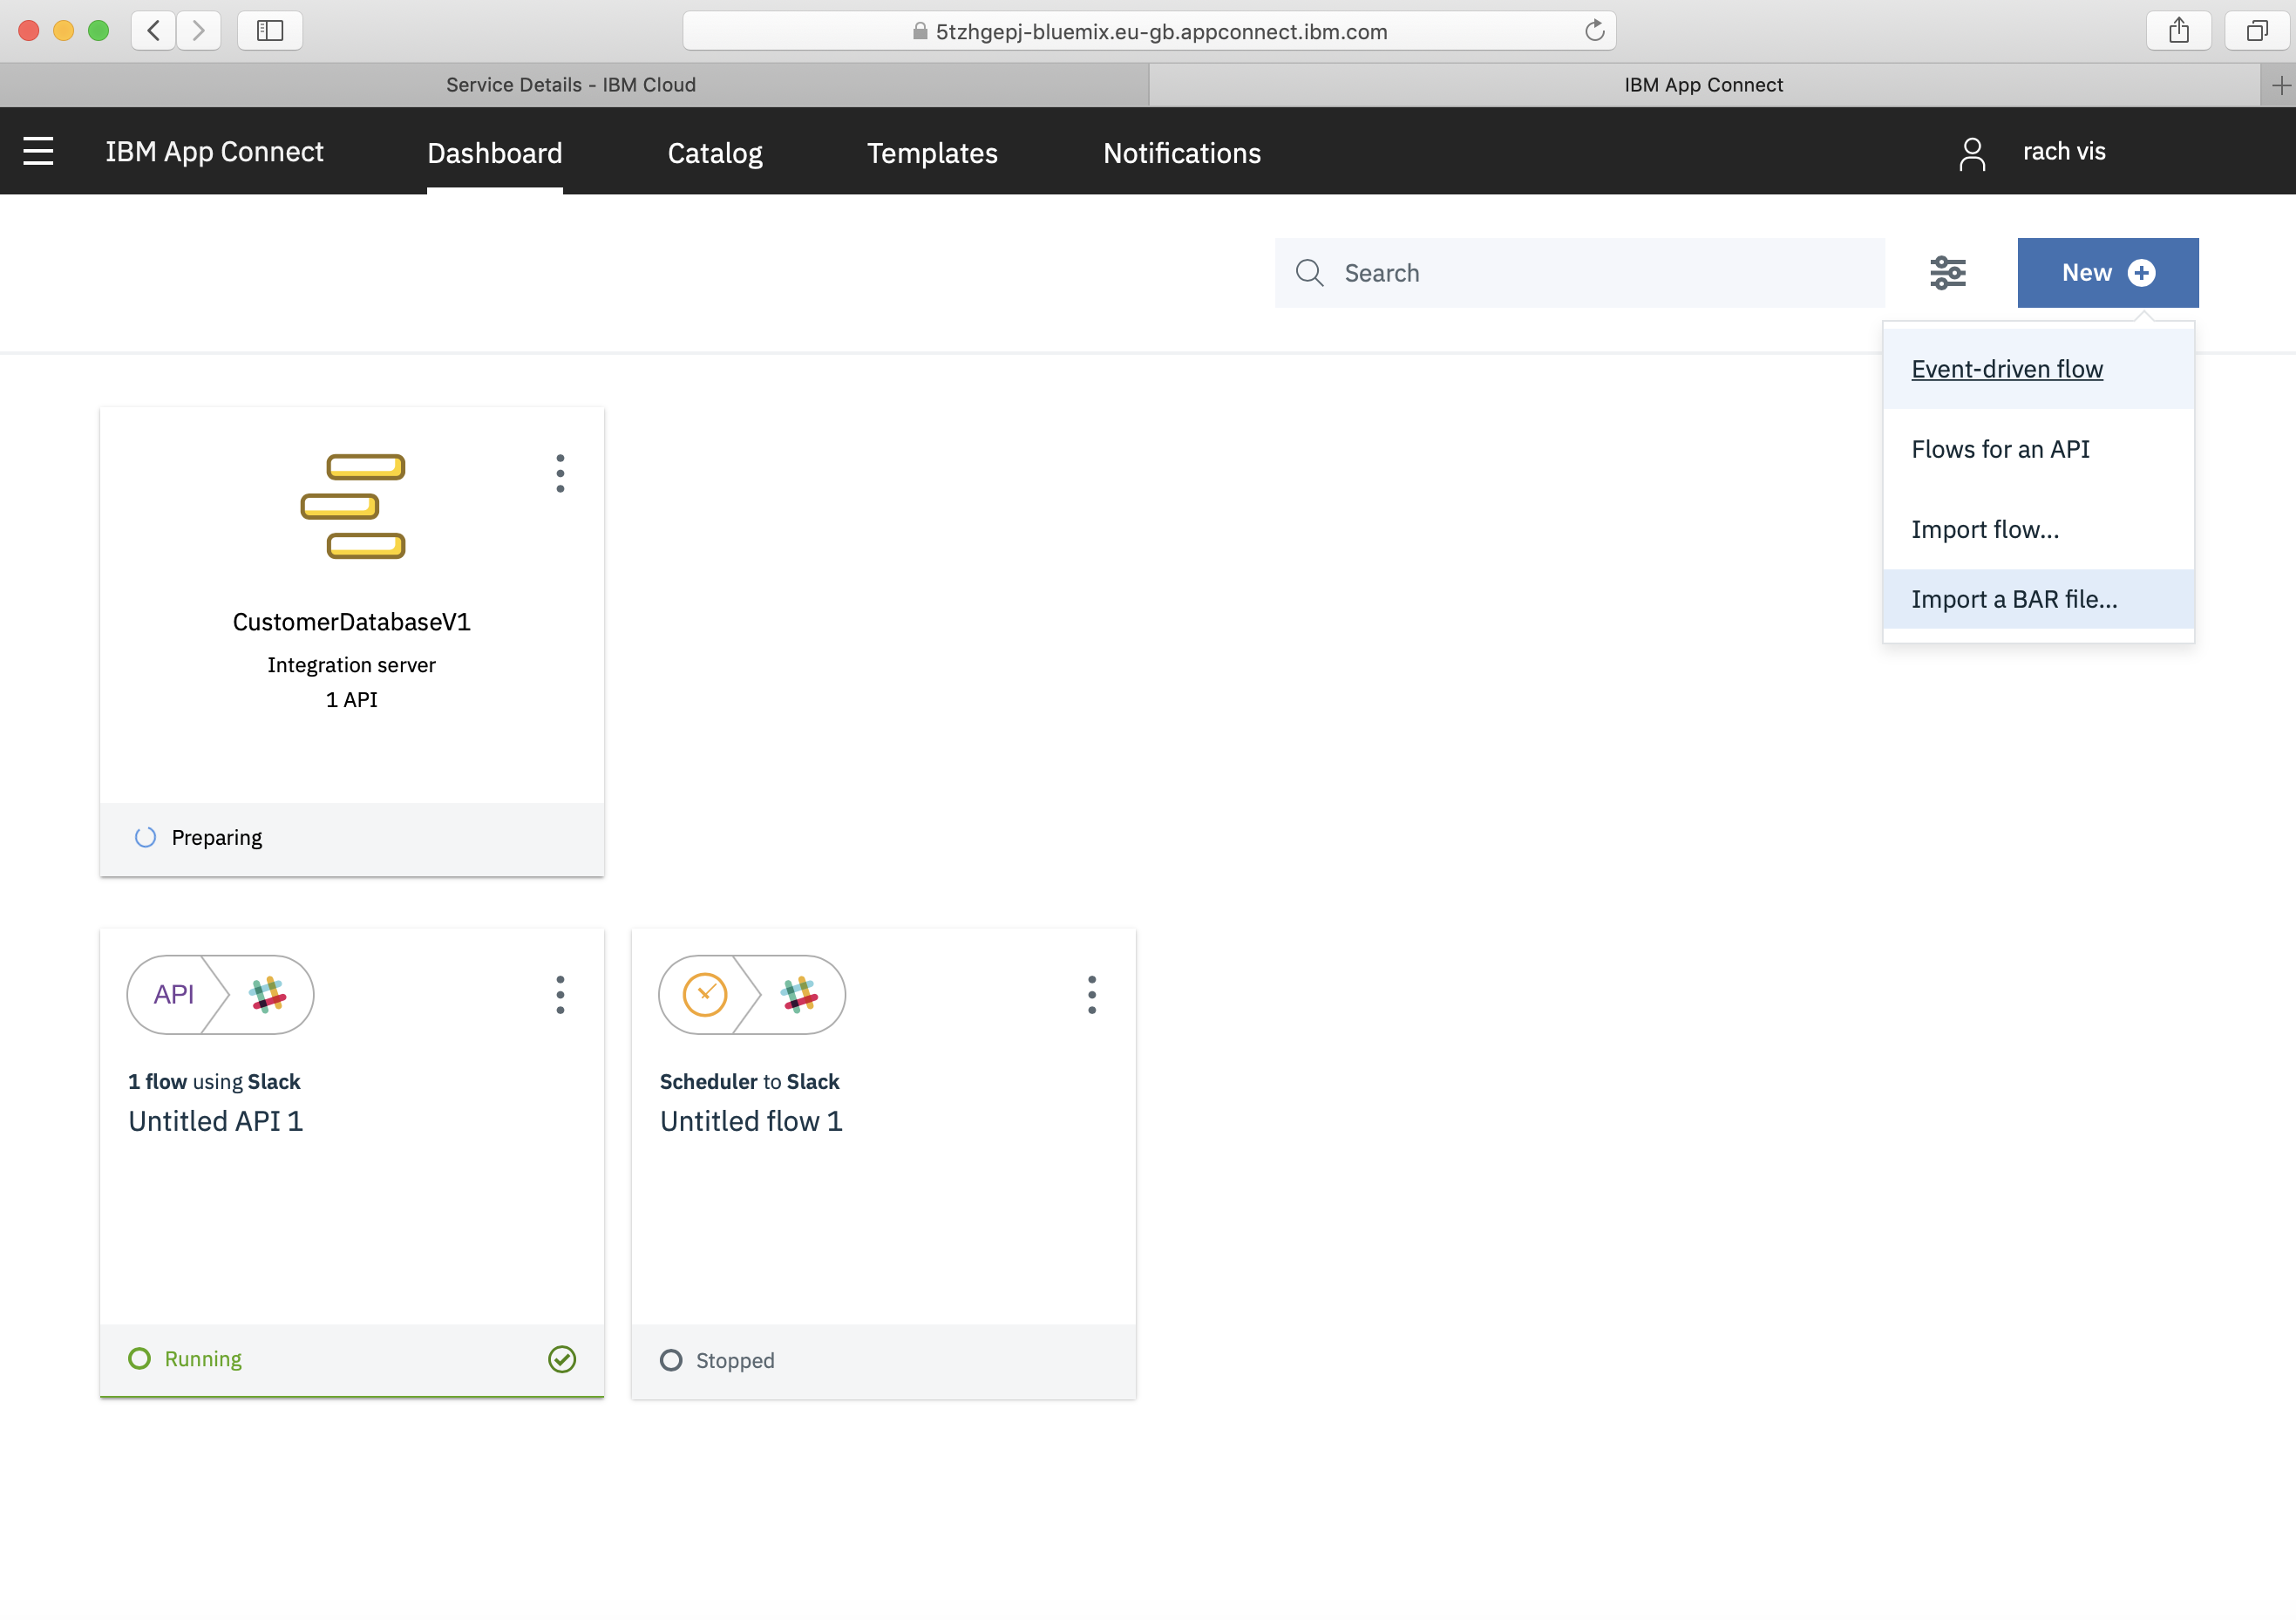 5tzhgepj-bluemix.eu-gb.appconnect.ibm.com
Service Details - IBM Cloud
IBM App Connect
IBM App Connect
Dashboard
Catalog
Templates
Notifications
rach vis
Search
New
Event-driven flow
Flows for an API
Import flow...
Import a BAR file...
CustomerDatabaseV1
Integration server
1 API
Preparing
API
1 flow using Slack
Untitled API 1
Running
Scheduler to Slack
Untitled flow 1
Stopped